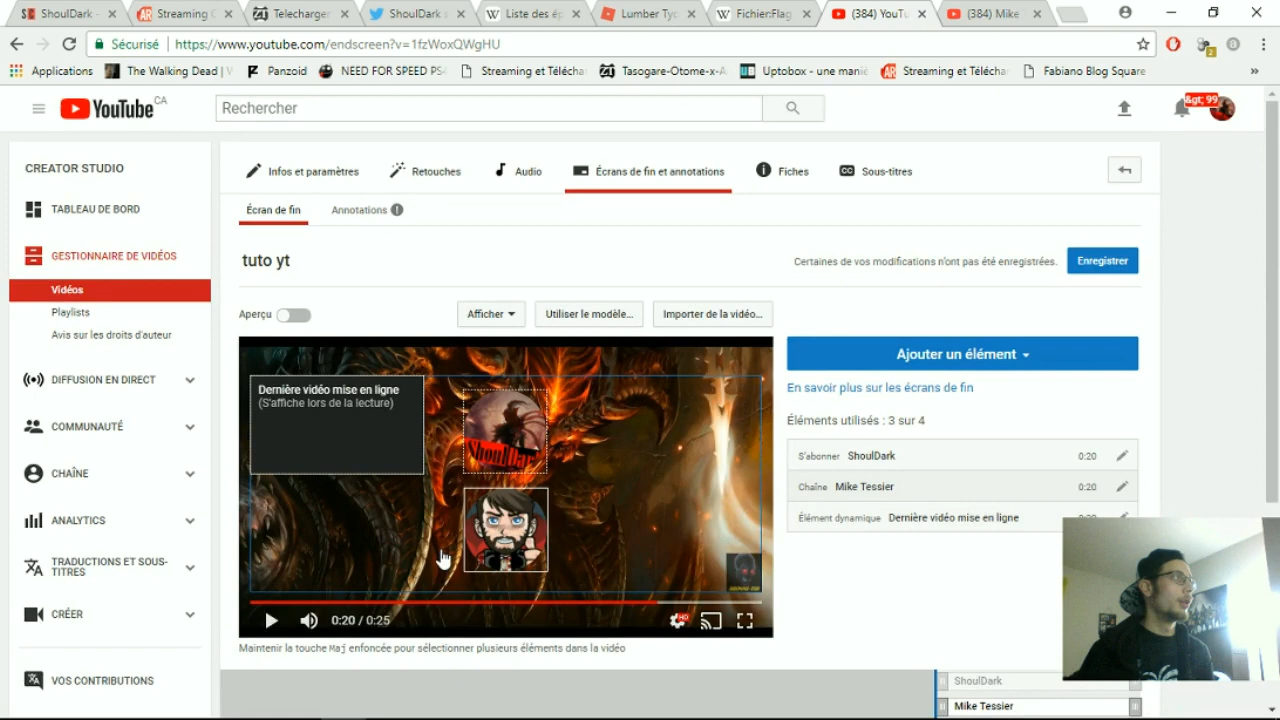 ShoulDark -
Streaming C
Telecharger
ShoulDark s
Liste des ép
Lumber Tyc
Fichier:Flag
(384) YouTu
(384) Mike
Sécurisé
https://www.youtube.com/endscreen?v=1fzWoxQWgHU
Applications
The Walking Dead | V
Panzoid
NEED FOR SPEED PS4
Streaming et Télécha
Tasogare-Otome-x-A
Uptobox - une maniè
Streaming et Télécha
Fabiano Blog Square
YouTube CA
Rechercher
&gt; 99
CREATOR STUDIO
TABLEAU DE BORD
GESTIONNAIRE DE VIDÉOS
Vidéos
Playlists
Avis sur les droits d'auteur
DIFFUSION EN DIRECT
COMMUNAUTÉ
CHAÎNE
ANALYTICS
TRADUCTIONS ET SOUS-
TITRES
CRÉER
VOS CONTRIBUTIONS
Infos et paramètres
Retouches
Audio
Écrans de fin et annotations
Fiches
Sous-titres
Écran de fin
Annotations
tuto yt
Certaines de vos modifications n'ont pas été enregistrées.
Enregistrer
Aperçu
Afficher
Utiliser le modèle...
Importer de la vidéo...
Dernière vidéo mise en ligne
(S'affiche lors de la lecture)
ShoulDark
HD
0:20 / 0:25
Maintenir la touche Maj enfoncée pour sélectionner plusieurs éléments dans la vidéo
Ajouter un élément
En savoir plus sur les écrans de fin
Éléments utilisés : 3 sur 4
S'abonner ShoulDark 0:20
Chaîne Mike Tessier 0:20
Élément dynamique Dernière vidéo mise en ligne
ShoulDark
Mike Tessier